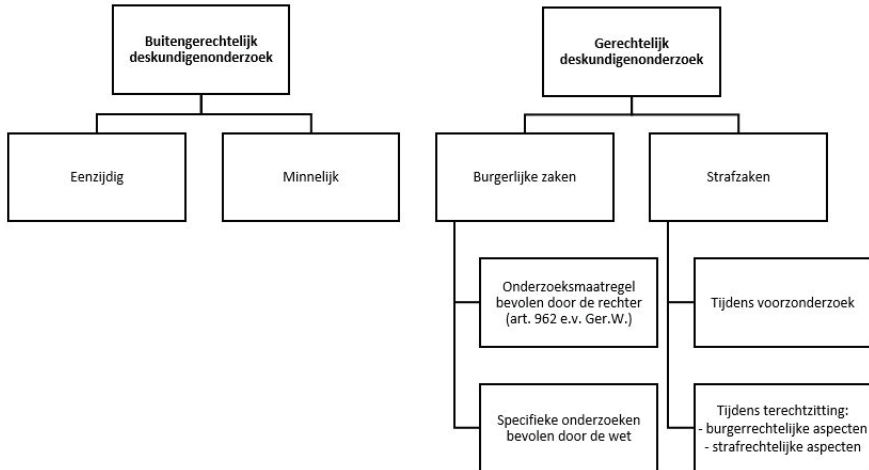 Buitengerechtelijk
deskundigenonderzoek
Eenzijdig
Minnelijk
Gerechtelijk
deskundigenonderzoek
Burgerlijke zaken
Strafzaken
Onderzoeksmaatregel
bevolen door de rechter
(art. 962 e.v. Ger.W.)
Tijdens voorzonderzoek
Specifieke onderzoeken
bevolen door de wet
Tijdens terechtzitting:
- burgerrechtelijke aspecten
- strafrechtelijke aspecten